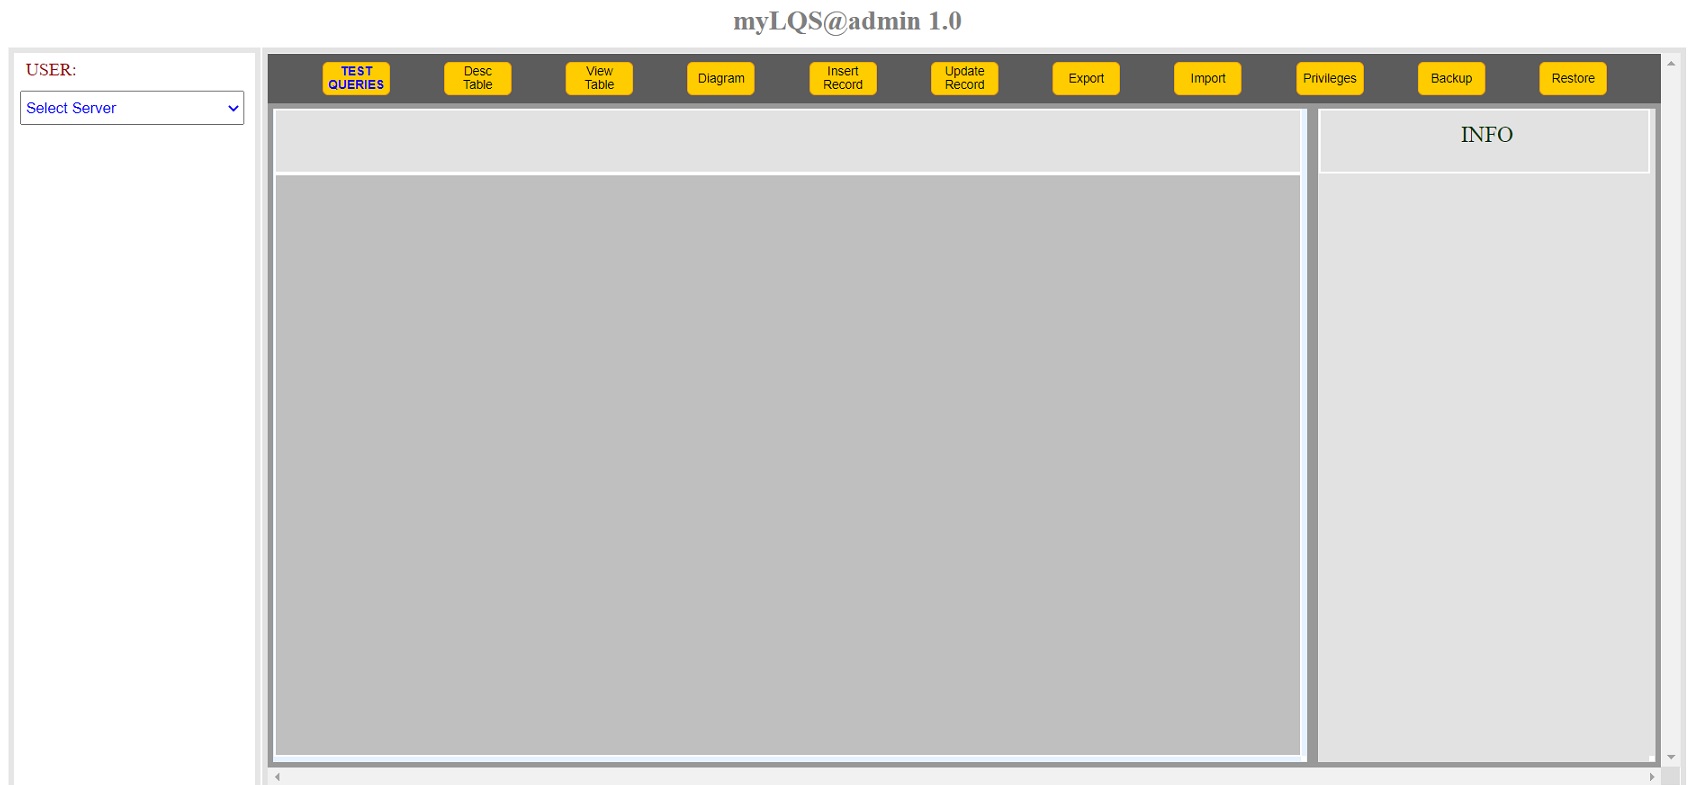 myLQS@admin 1.0
USER:
Select Server
TEST
QUERIES
Desc
Table
View
Table
Diagram
Insert
Record
Update
Record
Export
Import
Privileges
Backup
Restore
INFO